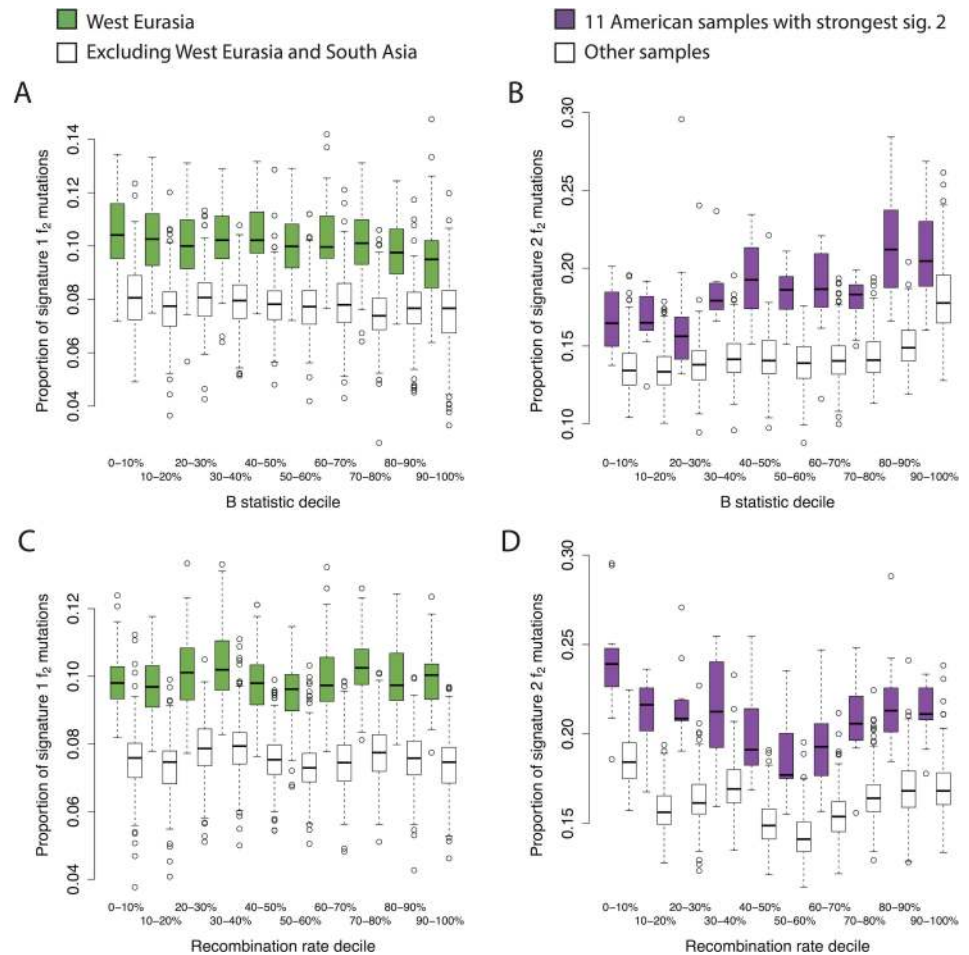 West Eurasia
Excluding West Eurasia and South Asia
11 American samples with strongest sig. 2
Other samples
A
Proportion of signature 1 f2 mutations
0.14
0.12
0.10
0.08
0.06
0.04
0–10% 20–30% 40–50% 60–70% 80–90%
10–20% 30–40% 50–60% 70–80% 90–100%
B statistic decile
B
Proportion of signature 2 f2 mutations
0.30
0.25
0.20
0.15
0.10
0–10% 20–30% 40–50% 60–70% 80–90%
10–20% 30–40% 50–60% 70–80% 90–100%
B statistic decile
C
Proportion of signature 1 f2 mutations
0.12
0.10
0.08
0.06
0.04
0–10% 20–30% 40–50% 60–70% 80–90%
10–20% 30–40% 50–60% 70–80% 90–100%
Recombination rate decile
D
Proportion of signature 2 f2 mutations
0.30
0.25
0.20
0.15
0–10% 20–30% 40–50% 60–70% 80–90%
10–20% 30–40% 50–60% 70–80% 90–100%
Recombination rate decile